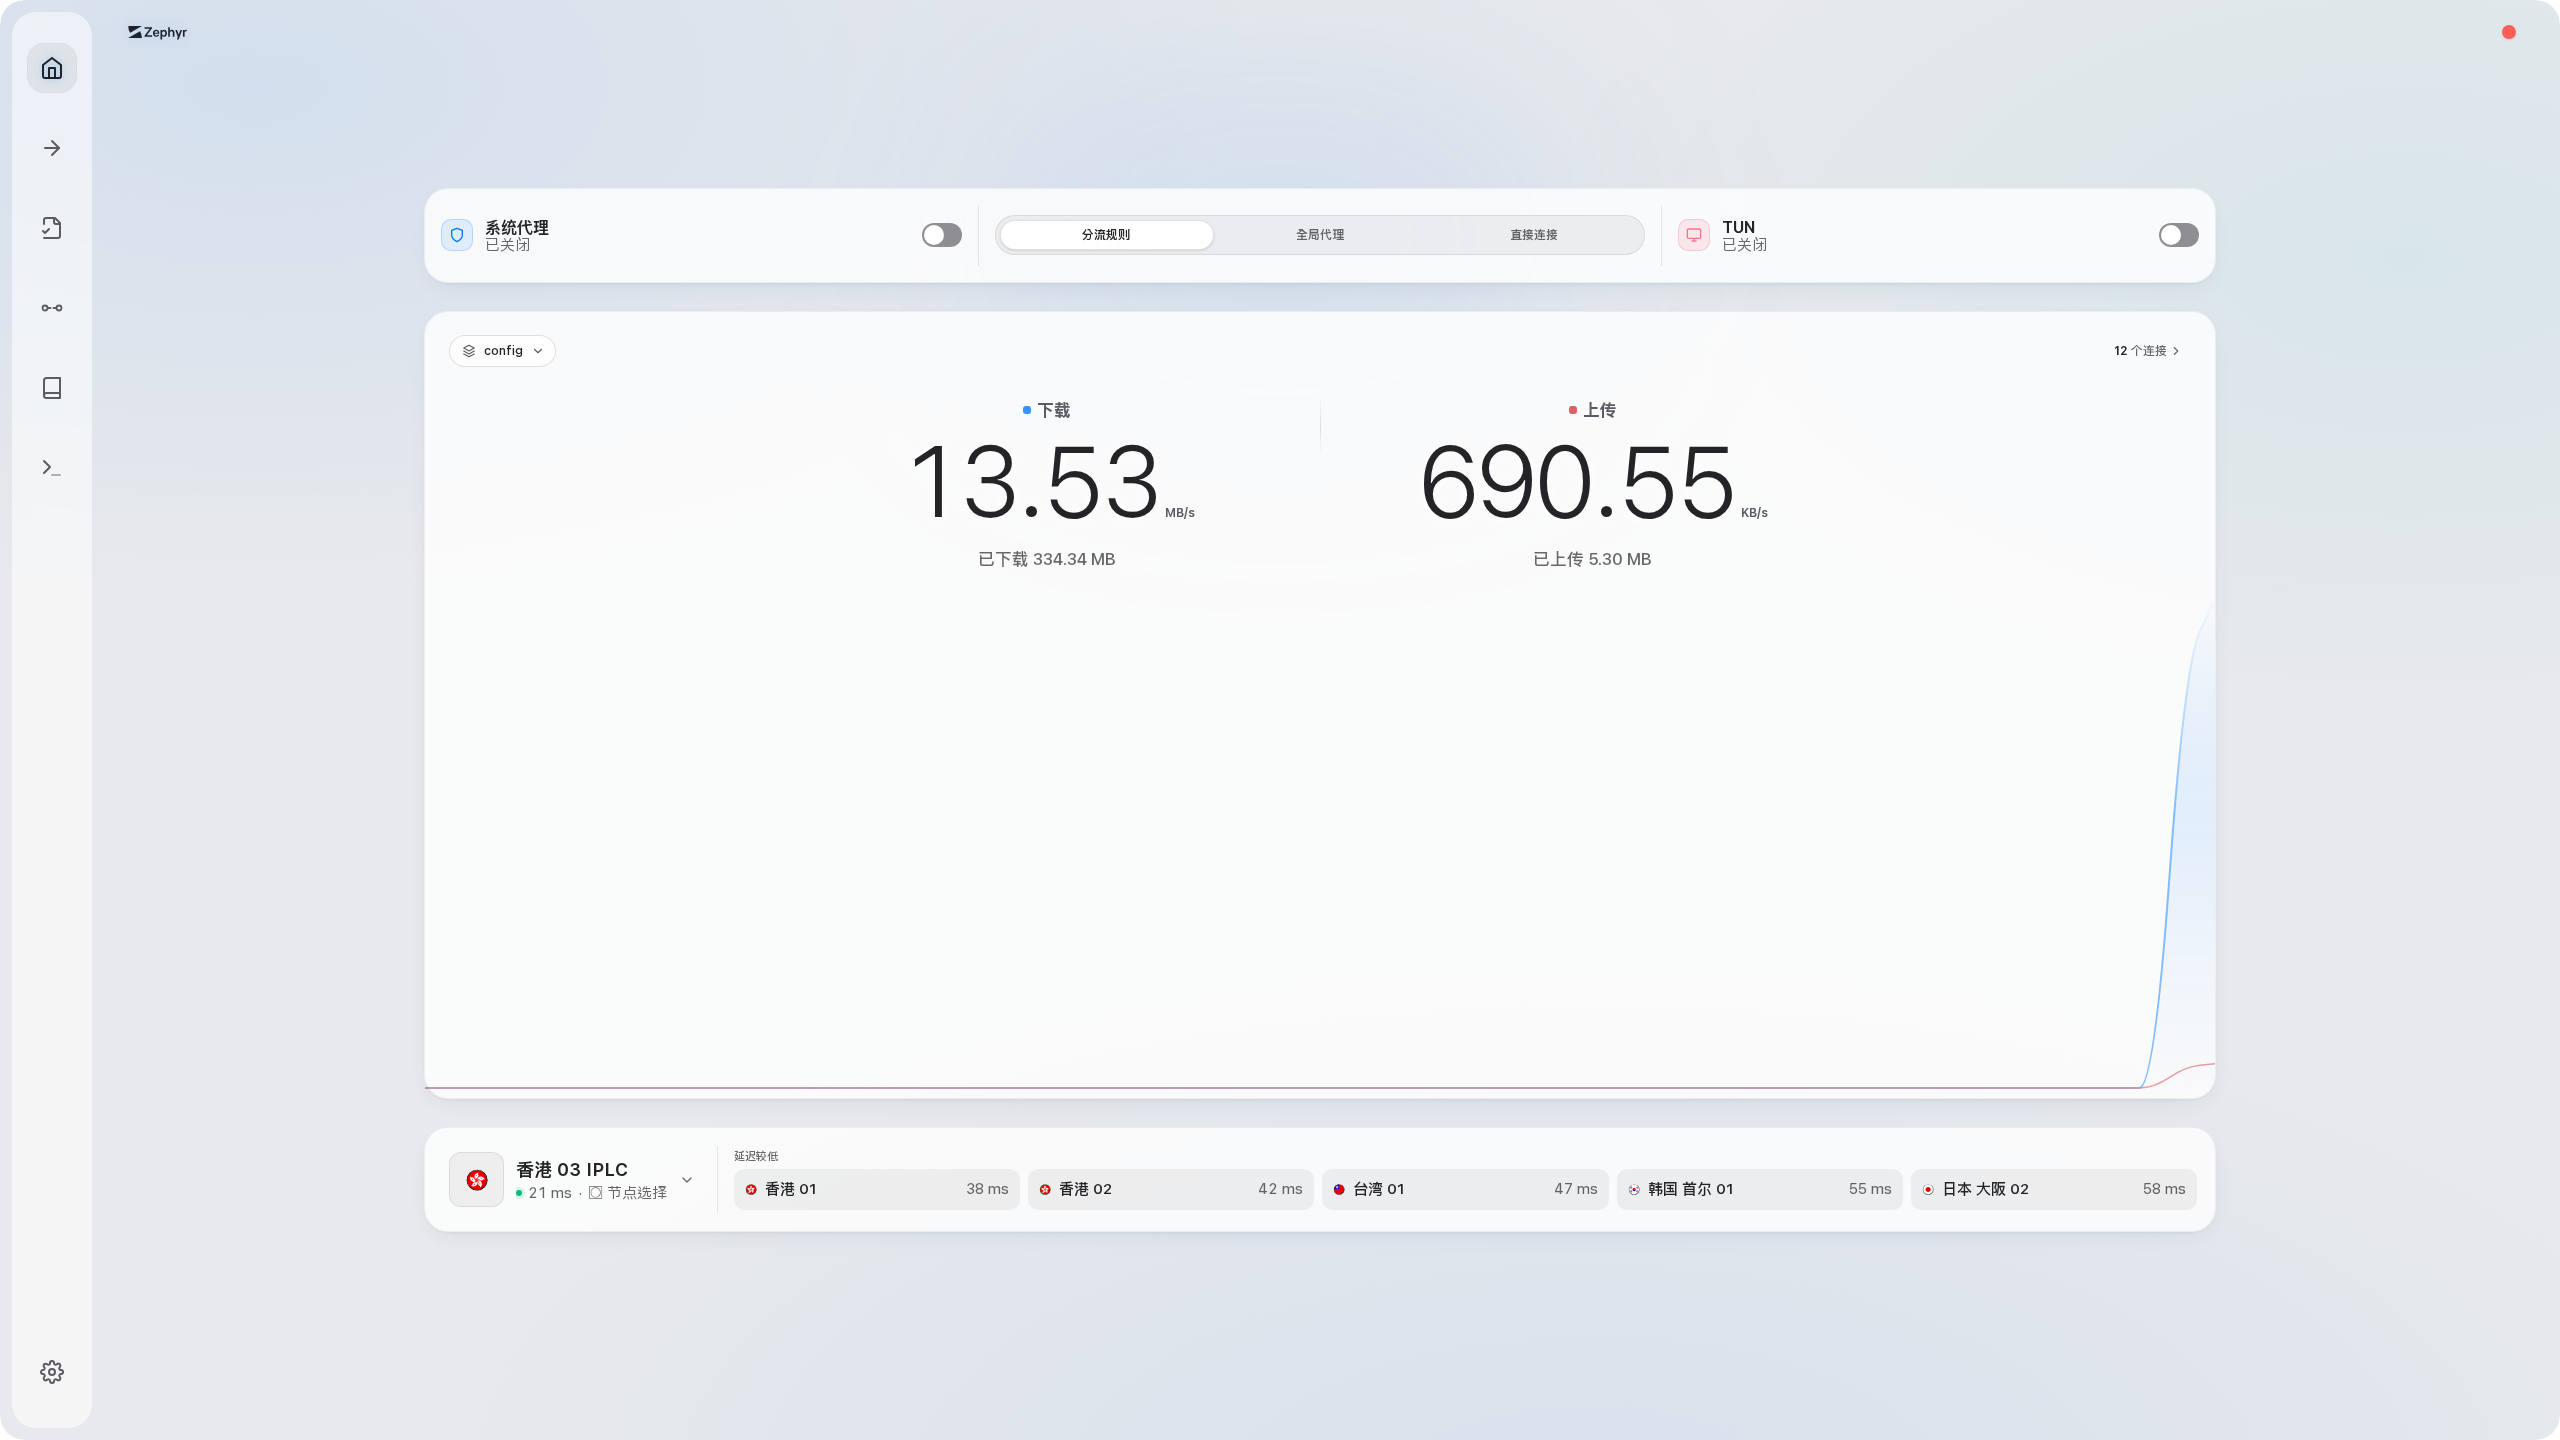 Zephyr
系统代理
已关闭
分流规则
全局代理
直接连接
TUN
已关闭
config
12 个连接
下载
13.53 MB/s
已下载 334.34 MB
上传
690.55 KB/s
已上传 5.30 MB
香港 03 IPLC
21 ms · 节点选择
延迟较低
香港 01 38 ms
香港 02 42 ms
台湾 01 47 ms
韩国 首尔 01 55 ms
日本 大阪 02 58 ms